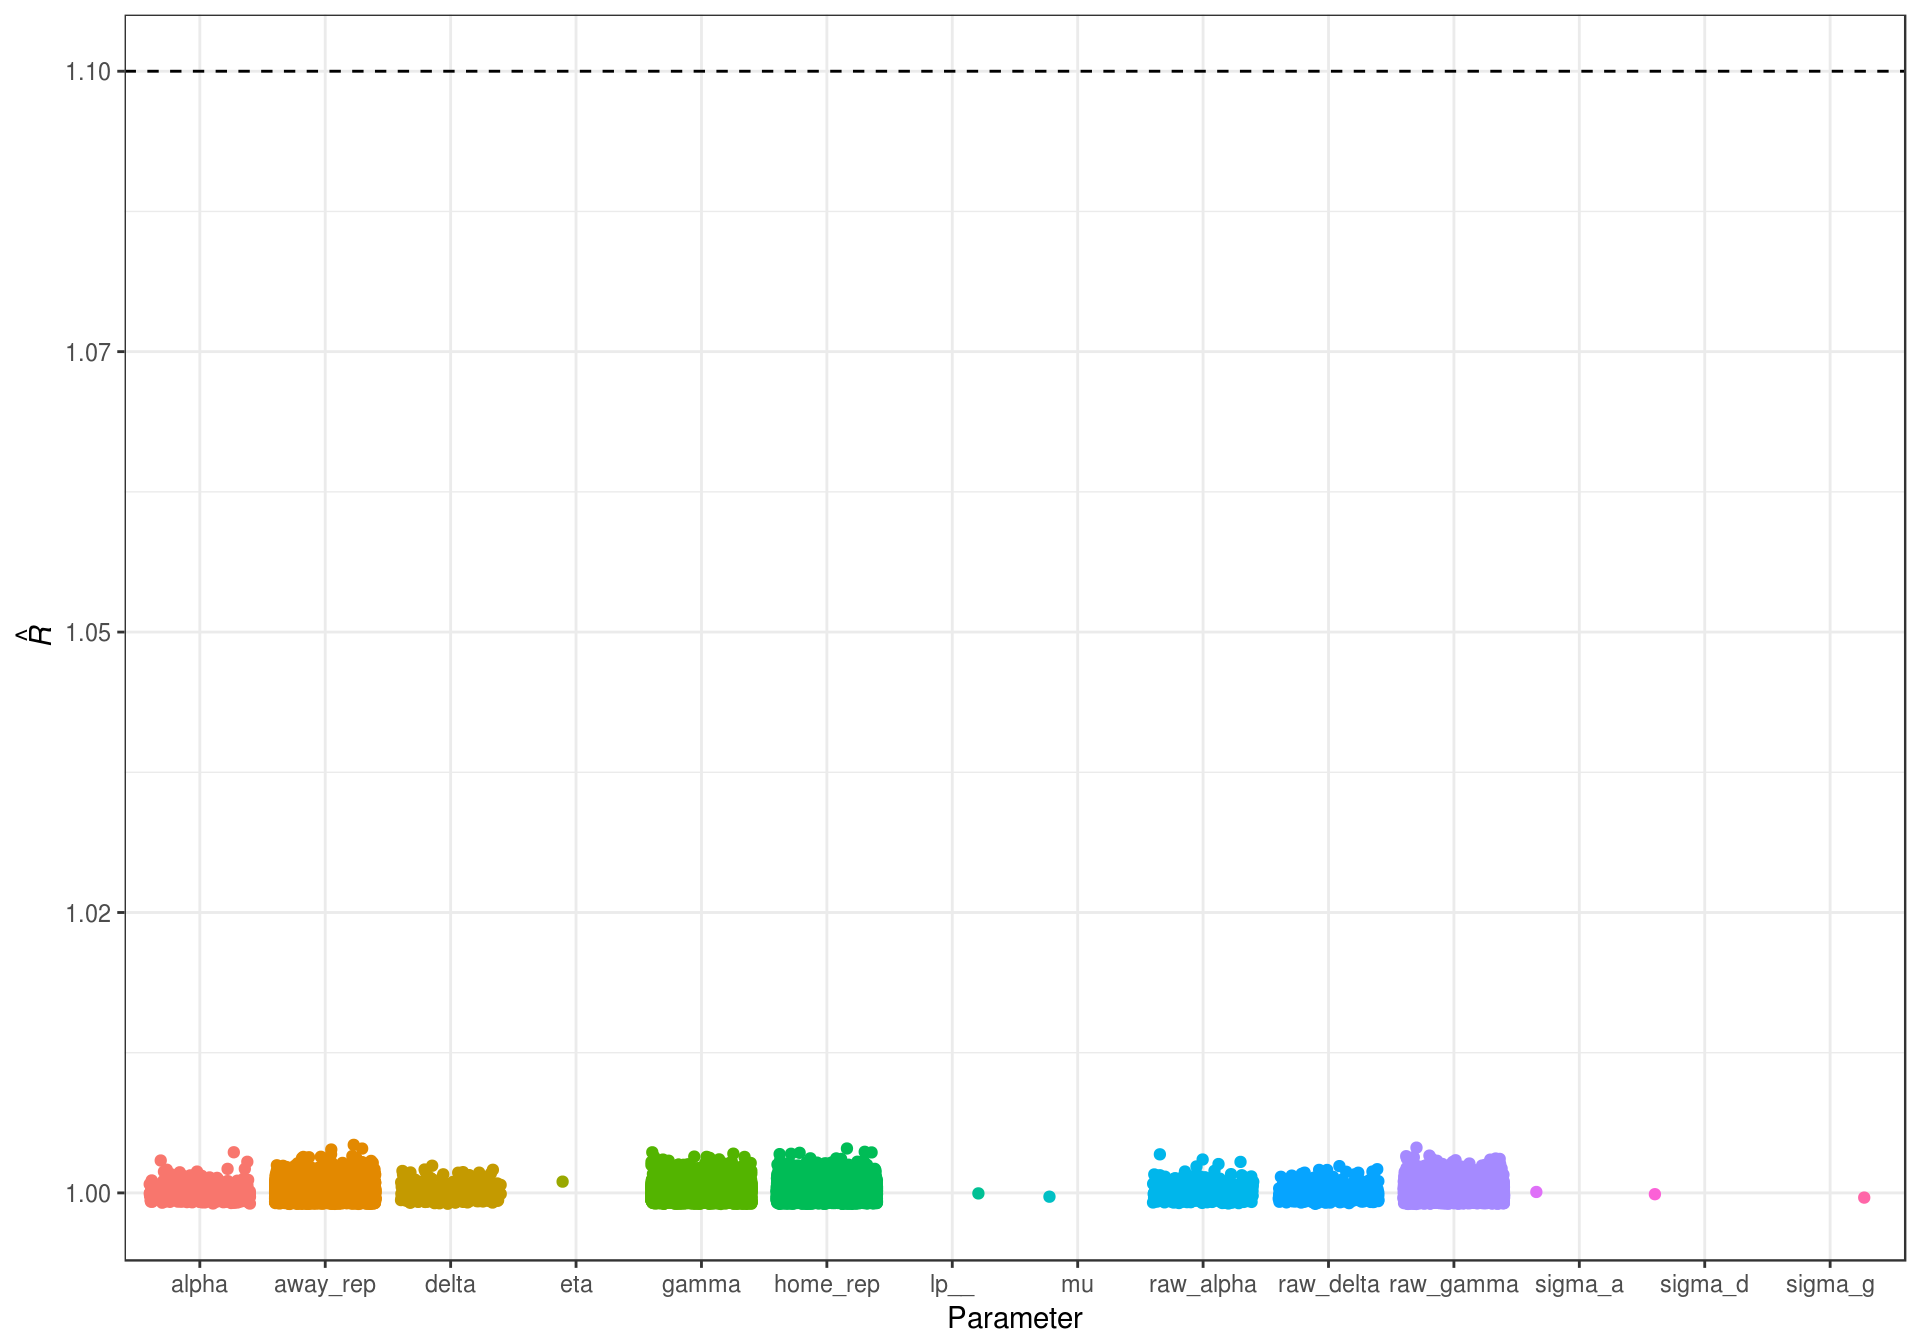 1.10
1.07
1.05
1.02
1.00
R̂
alpha away_rep delta eta gamma home_rep lp__ mu raw_alpha raw_delta raw_gamma sigma_a sigma_d sigma_g
Parameter